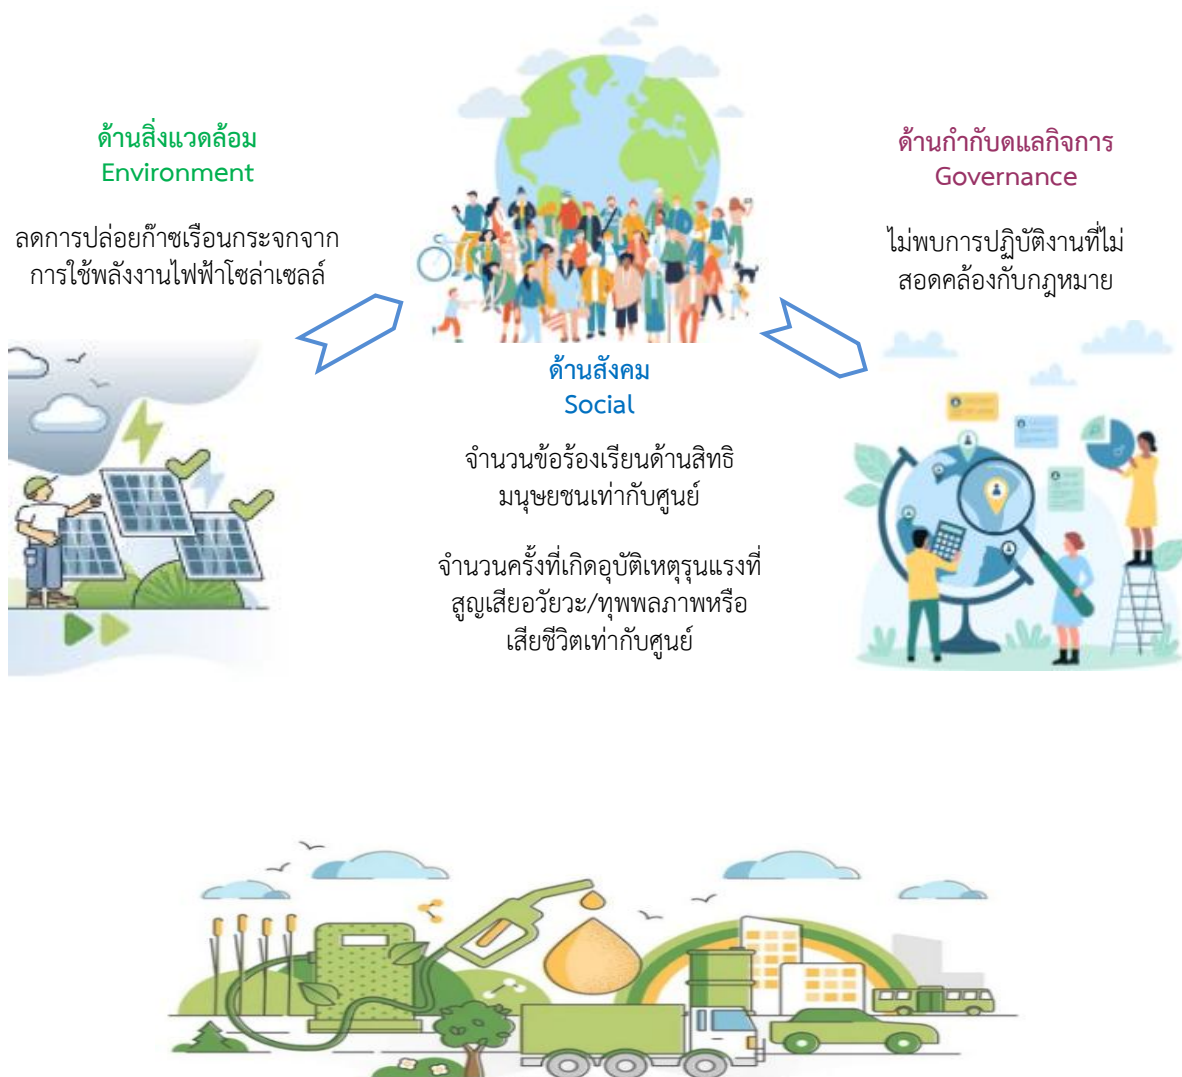 ด้านสิ่งแวดล้อม
Environment
ลดการปล่อยก๊าซเรือนกระจกจาก
การใช้พลังงานไฟฟ้าโซล่าเซลล์
ด้านสังคม
Social
จำนวนข้อร้องเรียนด้านสิทธิ
มนุษยชนเท่ากับศูนย์
จำนวนครั้งที่เกิดอุบัติเหตุรุนแรงที่
สูญเสียอวัยวะ/ทุพพลภาพหรือ
เสียชีวิตเท่ากับศูนย์
ด้านกำกับดแลกิจการ
Governance
ไม่พบการปฏิบัติงานที่ไม่
สอดคล้องกับกฎหมาย